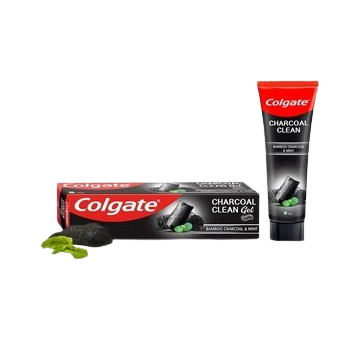 Colgate®
CHARCOAL
CLEAN
BAMBOO CHARCOAL
& MINT
Colgate®
CHARCOAL
CLEAN Gel
BAMBOO CHARCOAL & MINT